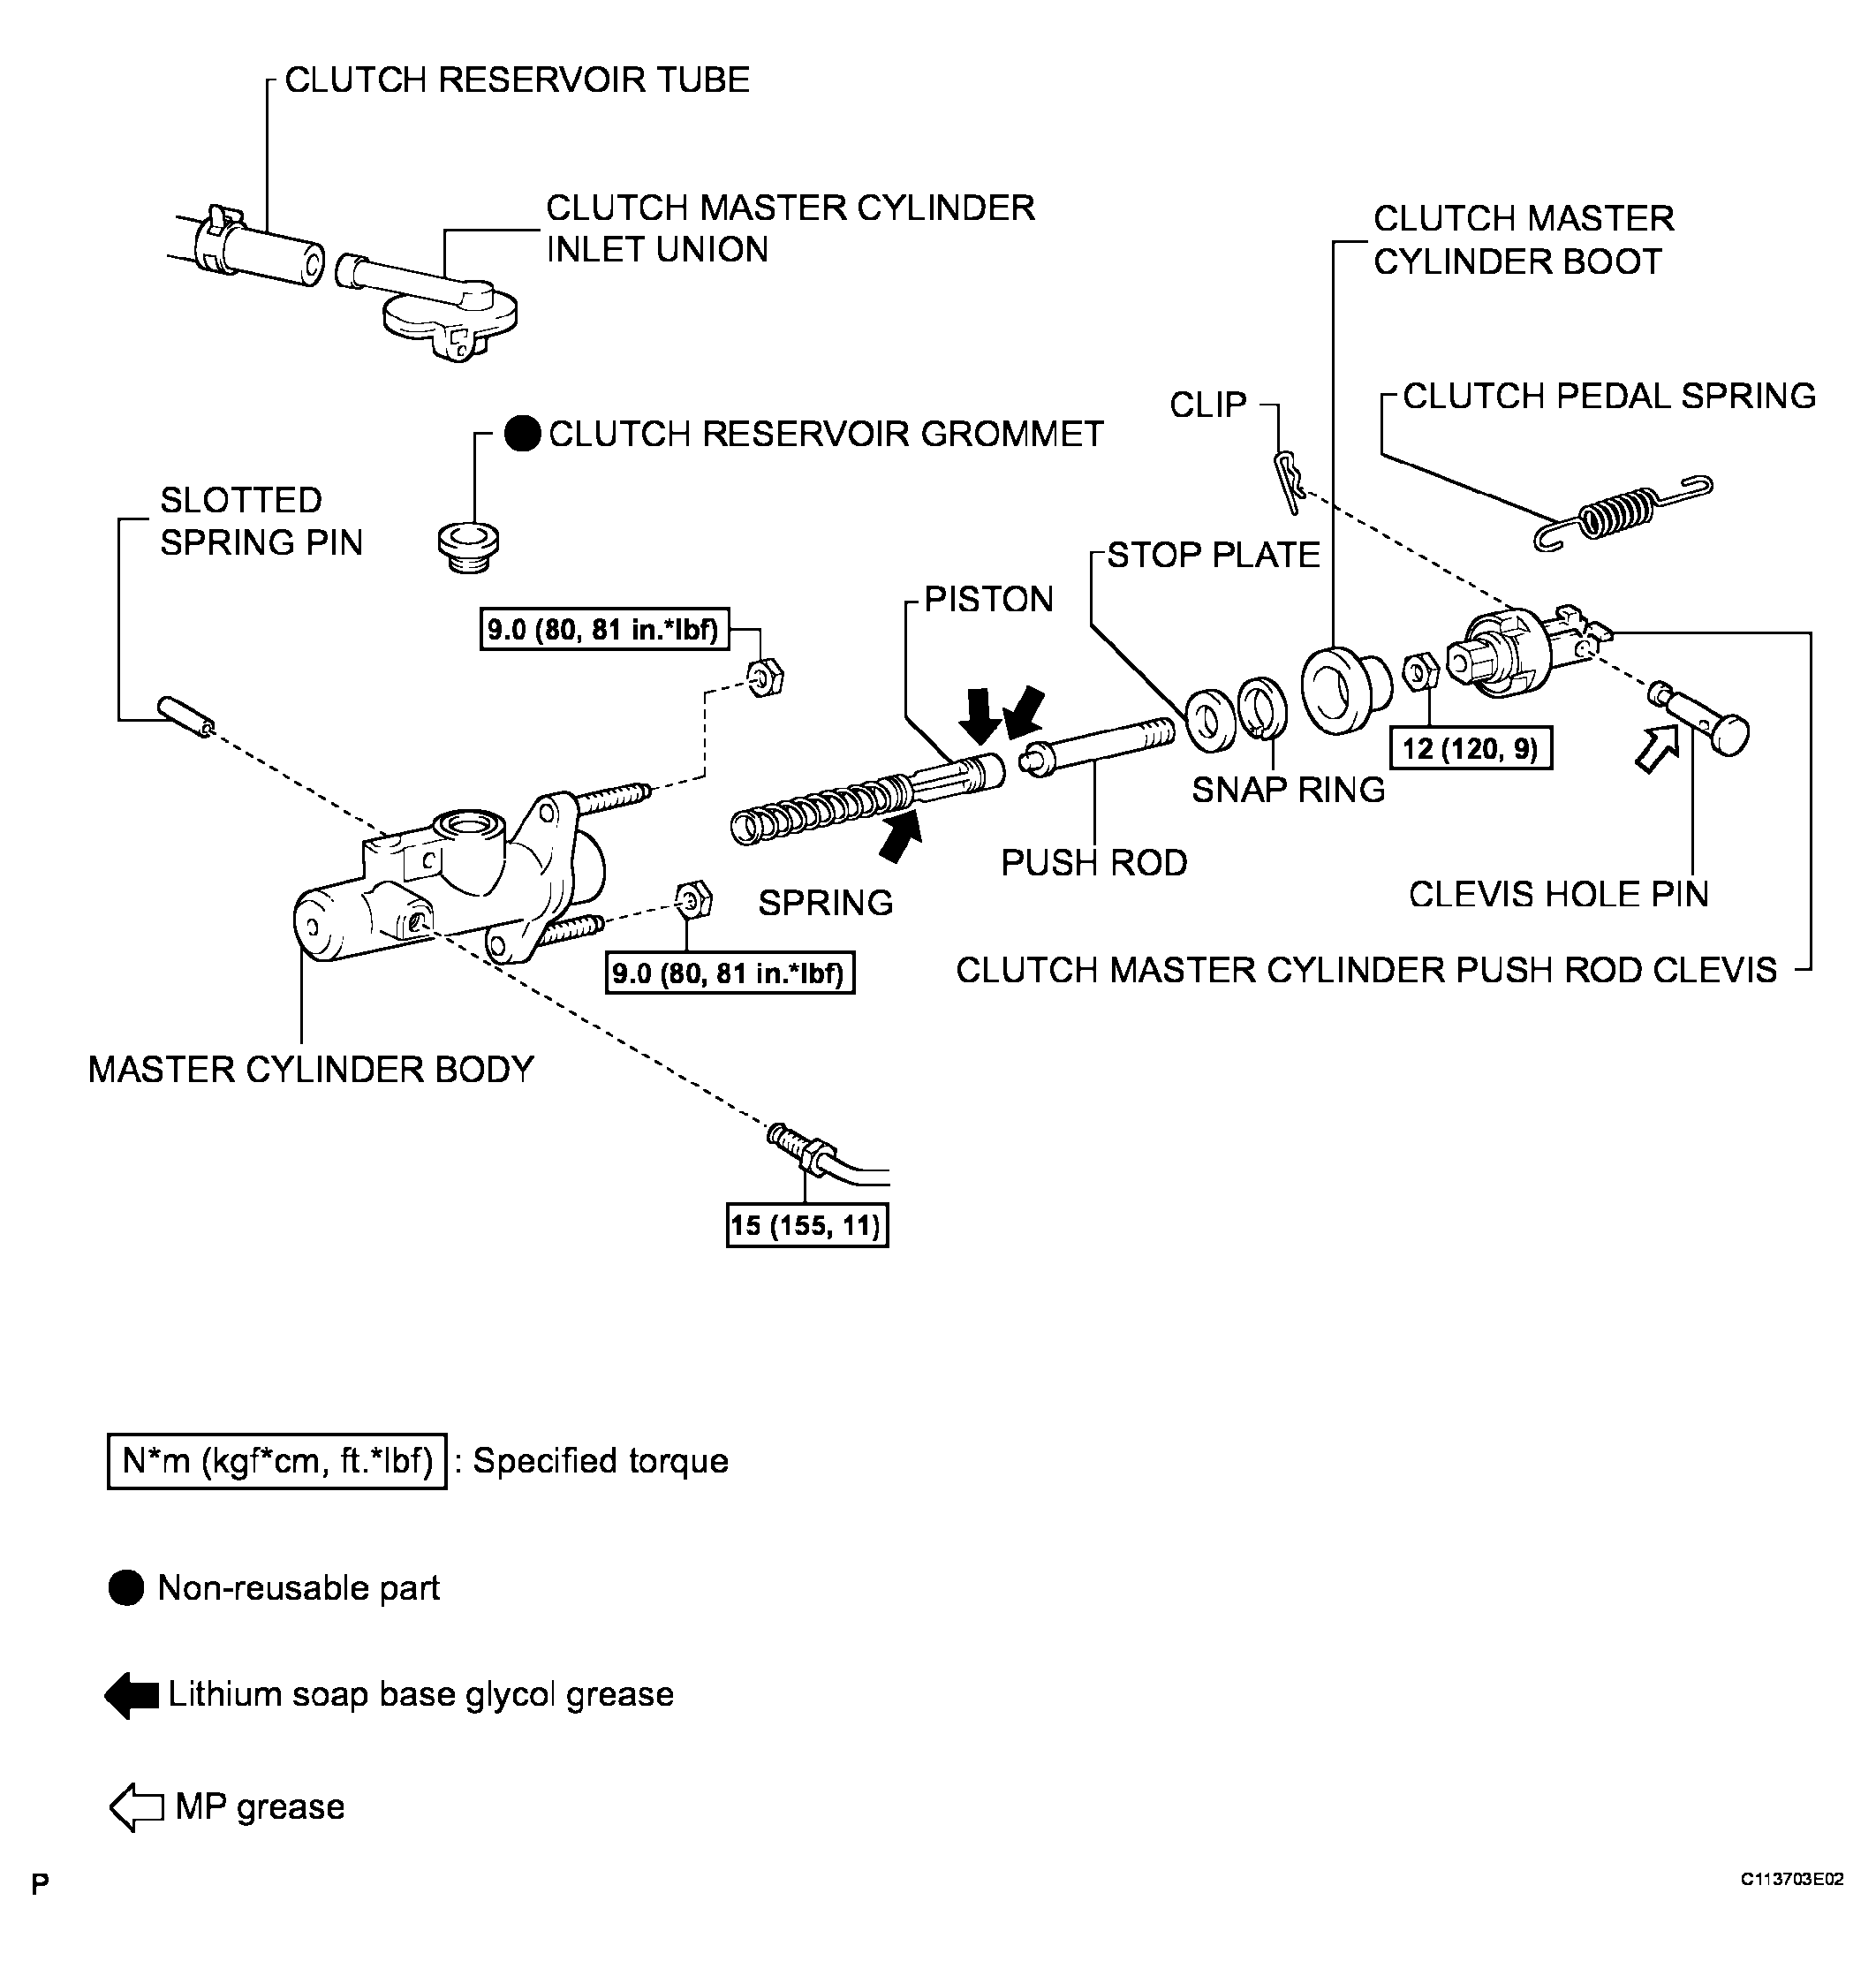 CLUTCH RESERVOIR TUBE
CLUTCH MASTER CYLINDER
INLET UNION
CLUTCH MASTER
CYLINDER BOOT
CLIP
CLUTCH PEDAL SPRING
CLUTCH RESERVOIR GROMMET
SLOTTED
SPRING PIN
STOP PLATE
PISTON
9.0 (80, 81 in.*lbf)
12 (120, 9)
SNAP RING
PUSH ROD
CLEVIS HOLE PIN
SPRING
9.0 (80, 81 in.*lbf)
CLUTCH MASTER CYLINDER PUSH ROD CLEVIS
MASTER CYLINDER BODY
15 (155, 11)
N*m (kgf*cm, ft.*lbf) : Specified torque
Non-reusable part
Lithium soap base glycol grease
MP grease
P
C113703E02